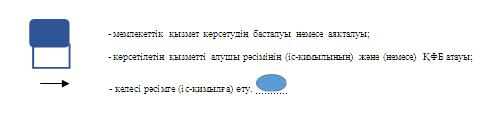 - мемлекеттік қызмет көрсетудің басталуы немесе аяқталуы;
- көрсетілетін қызметті алушы рәсімінің (іс-қимылының) және (немесе) ҚФБ атауы;
- келесі рәсімге (іс-қимылға) өту.